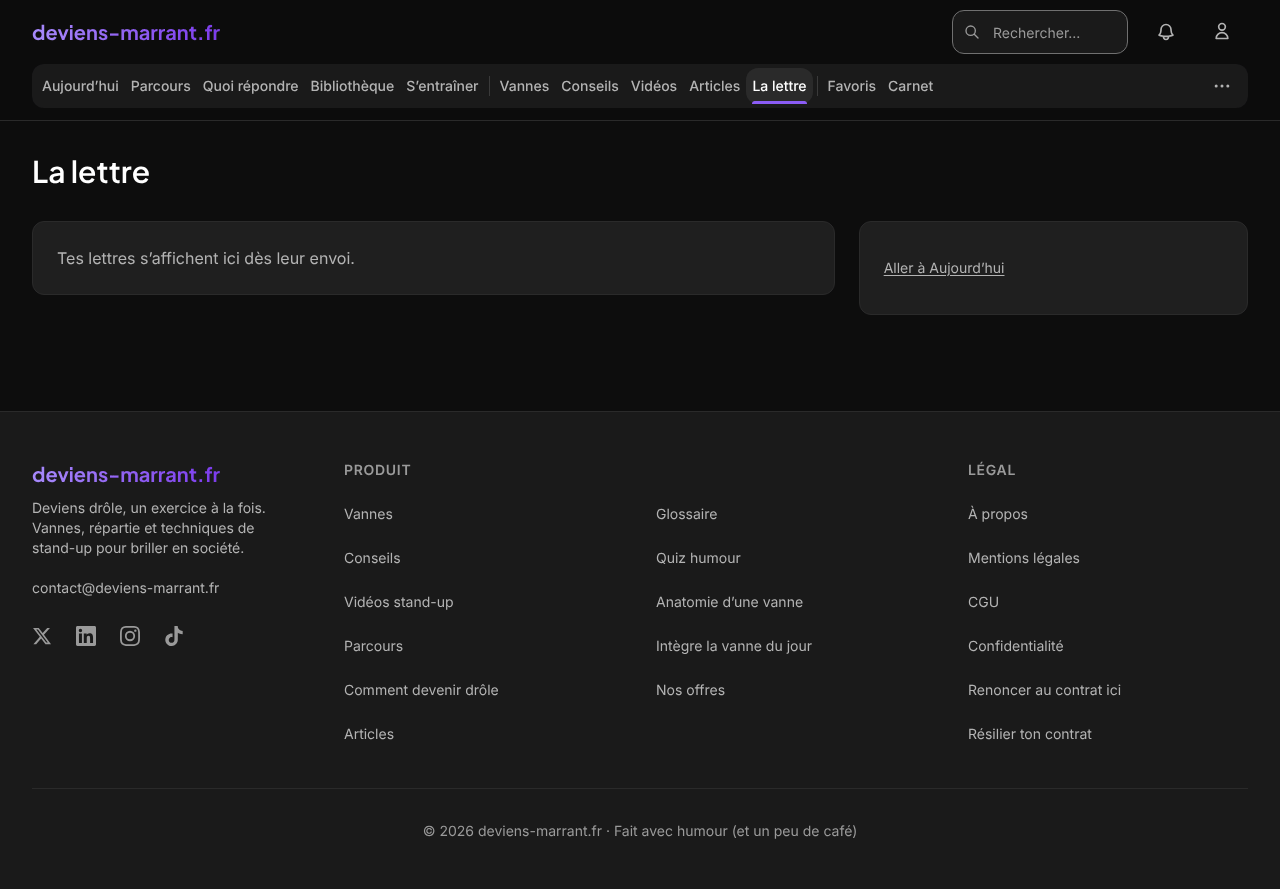 deviens-marrant.fr
Rechercher...
Aujourd’hui Parcours Quoi répondre Bibliothèque S’entraîner Vannes Conseils Vidéos Articles La lettre Favoris Carnet
La lettre
Tes lettres s’affichent ici dès leur envoi.
Aller à Aujourd’hui
deviens-marrant.fr
Deviens drôle, un exercice à la fois.
Vannes, répartie et techniques de
stand-up pour briller en société.
contact@deviens-marrant.fr
PRODUIT
Vannes
Conseils
Vidéos stand-up
Parcours
Comment devenir drôle
Articles
Glossaire
Quiz humour
Anatomie d’une vanne
Intègre la vanne du jour
Nos offres
LÉGAL
À propos
Mentions légales
CGU
Confidentialité
Renoncer au contrat ici
Résilier ton contrat
© 2026 deviens-marrant.fr · Fait avec humour (et un peu de café)